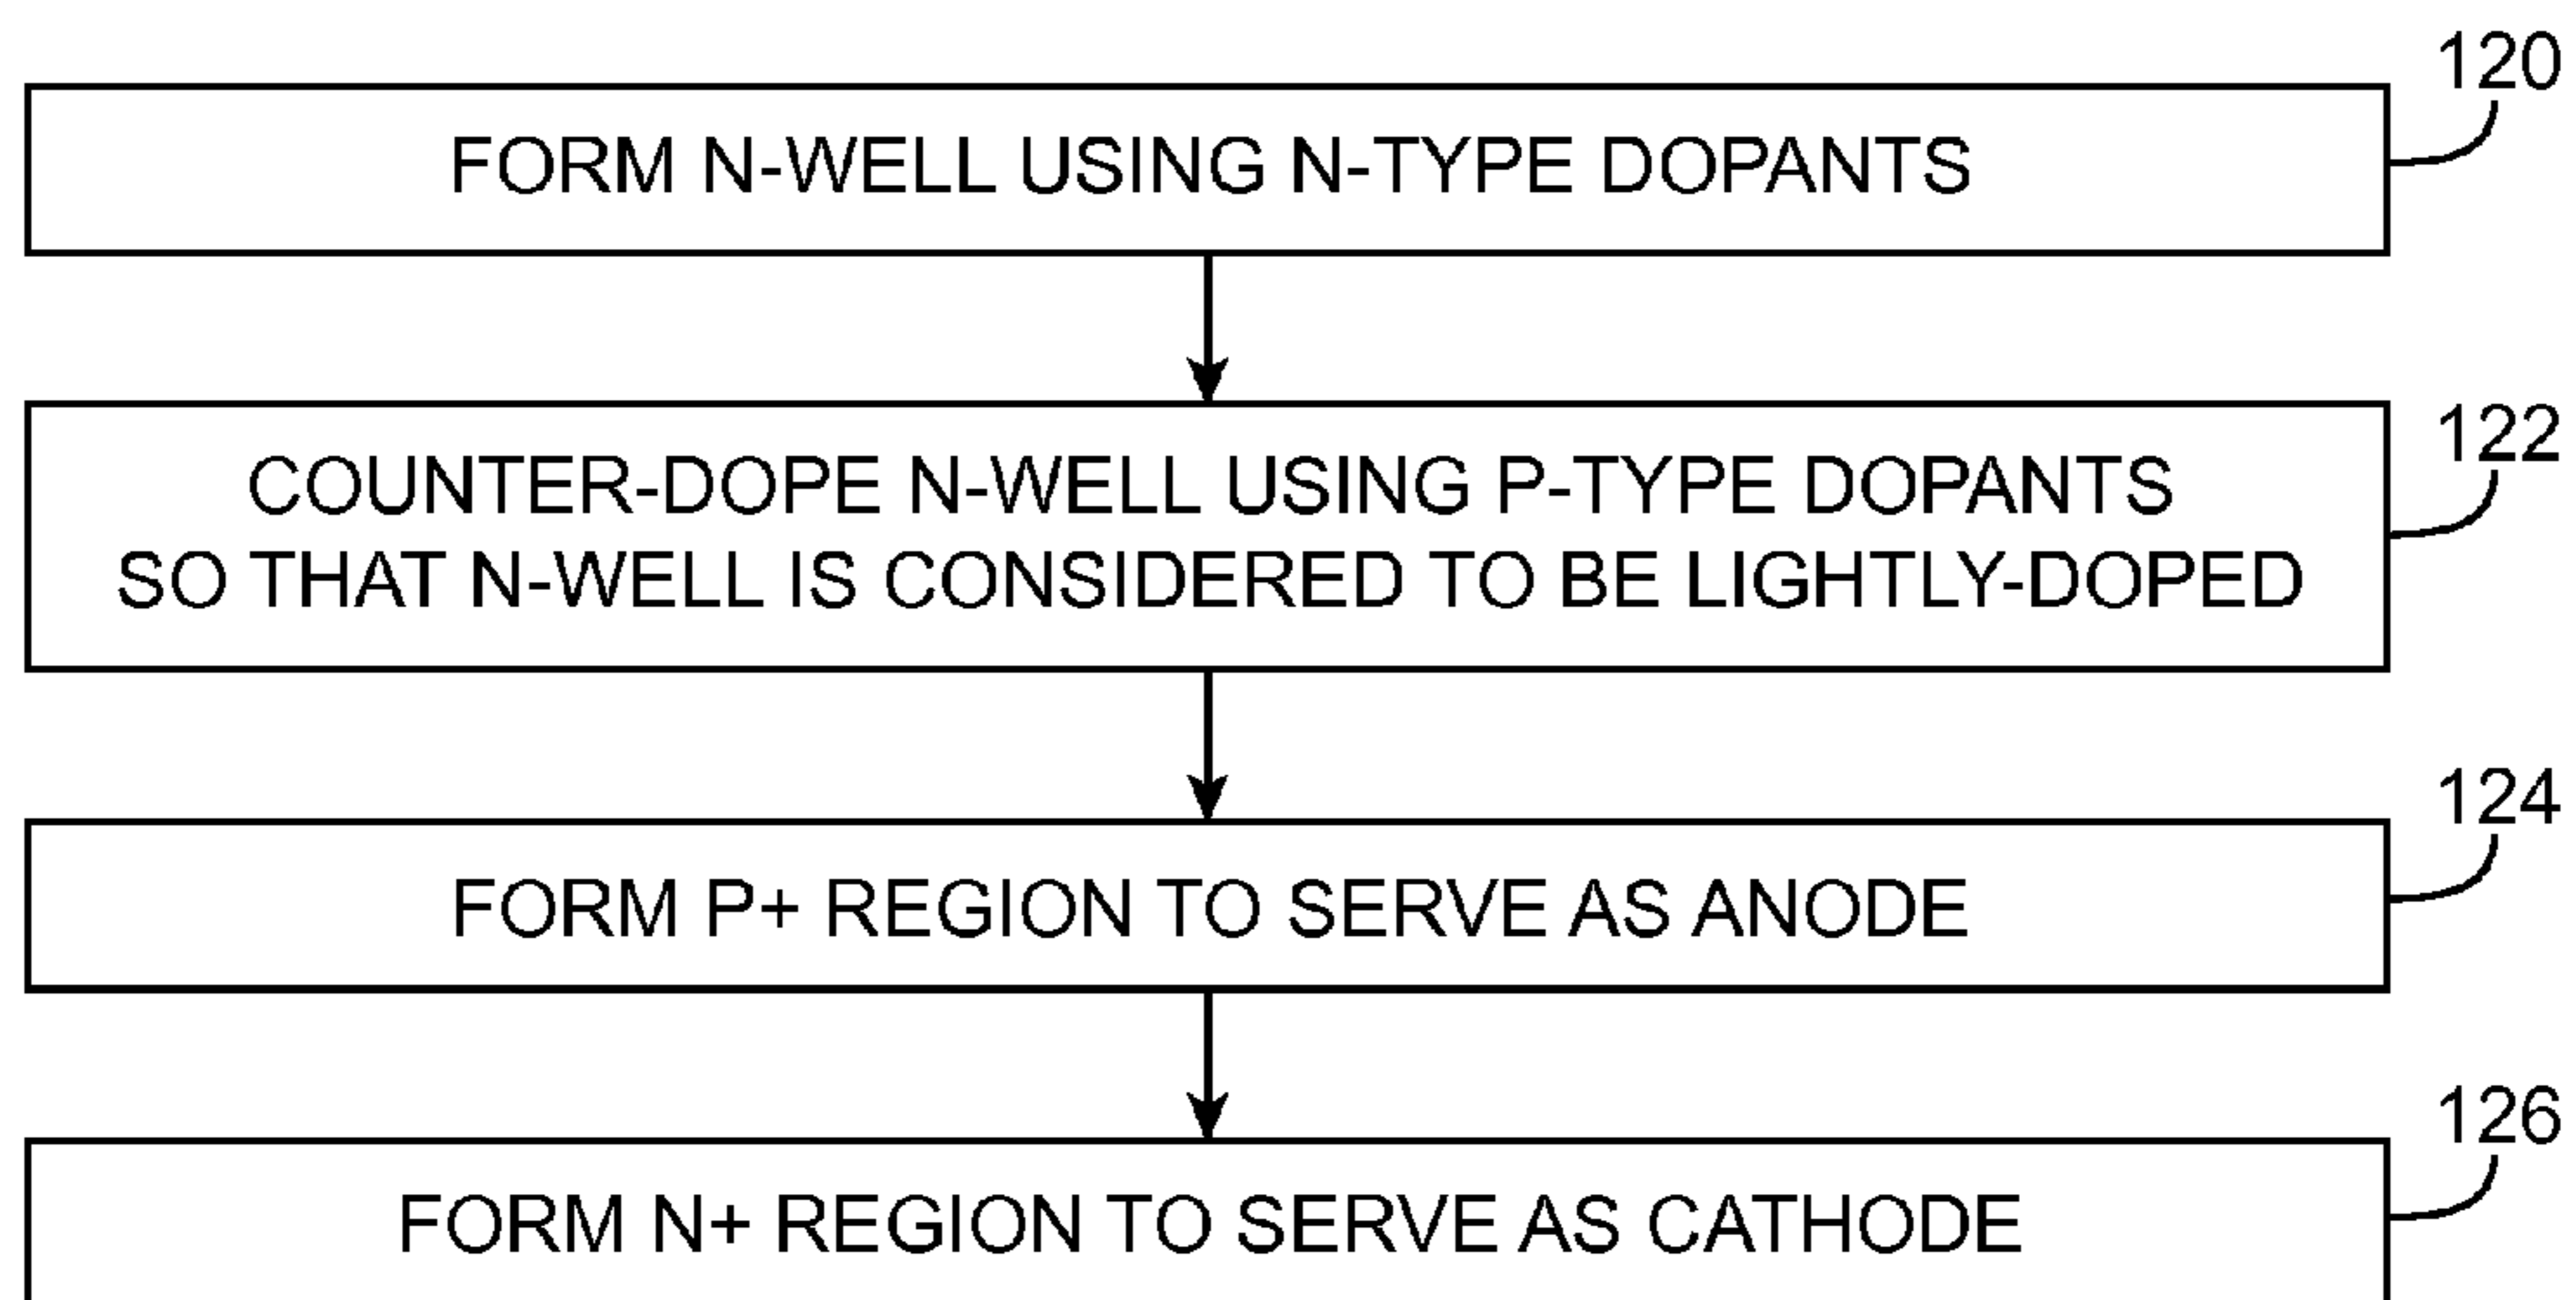 120
FORM N-WELL USING N-TYPE DOPANTS
122
COUNTER-DOPE N-WELL USING P-TYPE DOPANTS
SO THAT N-WELL IS CONSIDERED TO BE LIGHTLY-DOPED
124
FORM P+ REGION TO SERVE AS ANODE
126
FORM N+ REGION TO SERVE AS CATHODE